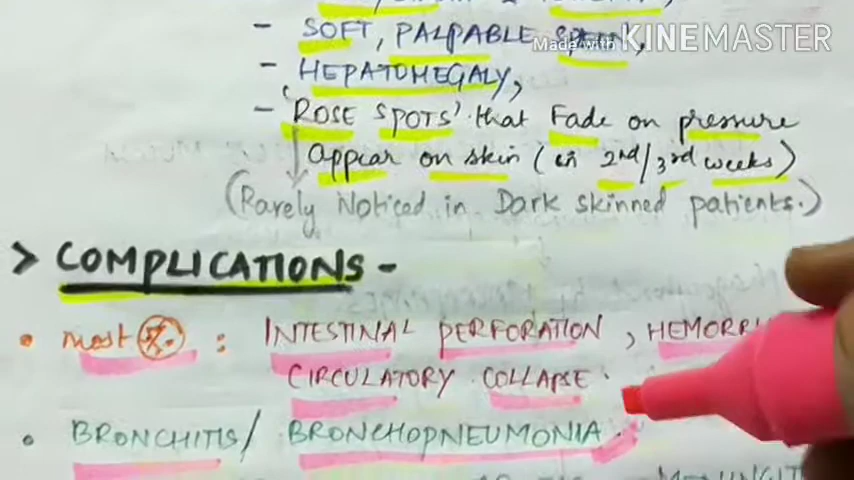 - SOFT, PALPABLE
Made with KINEMASTER
- HEPATOMEGALY,
- 'ROSE SPOTS' that Fade on pressure
appear on skin (in 2nd/3rd weeks)
(Rarely Noticed in Dark skinned patients.)
> COMPLICATIONS -
• most : INTESTINAL PERFORATION,
CIRCULATORY COLLAPSE.
• BRONCHITIS/ BRONCHOPNEUMONIA.